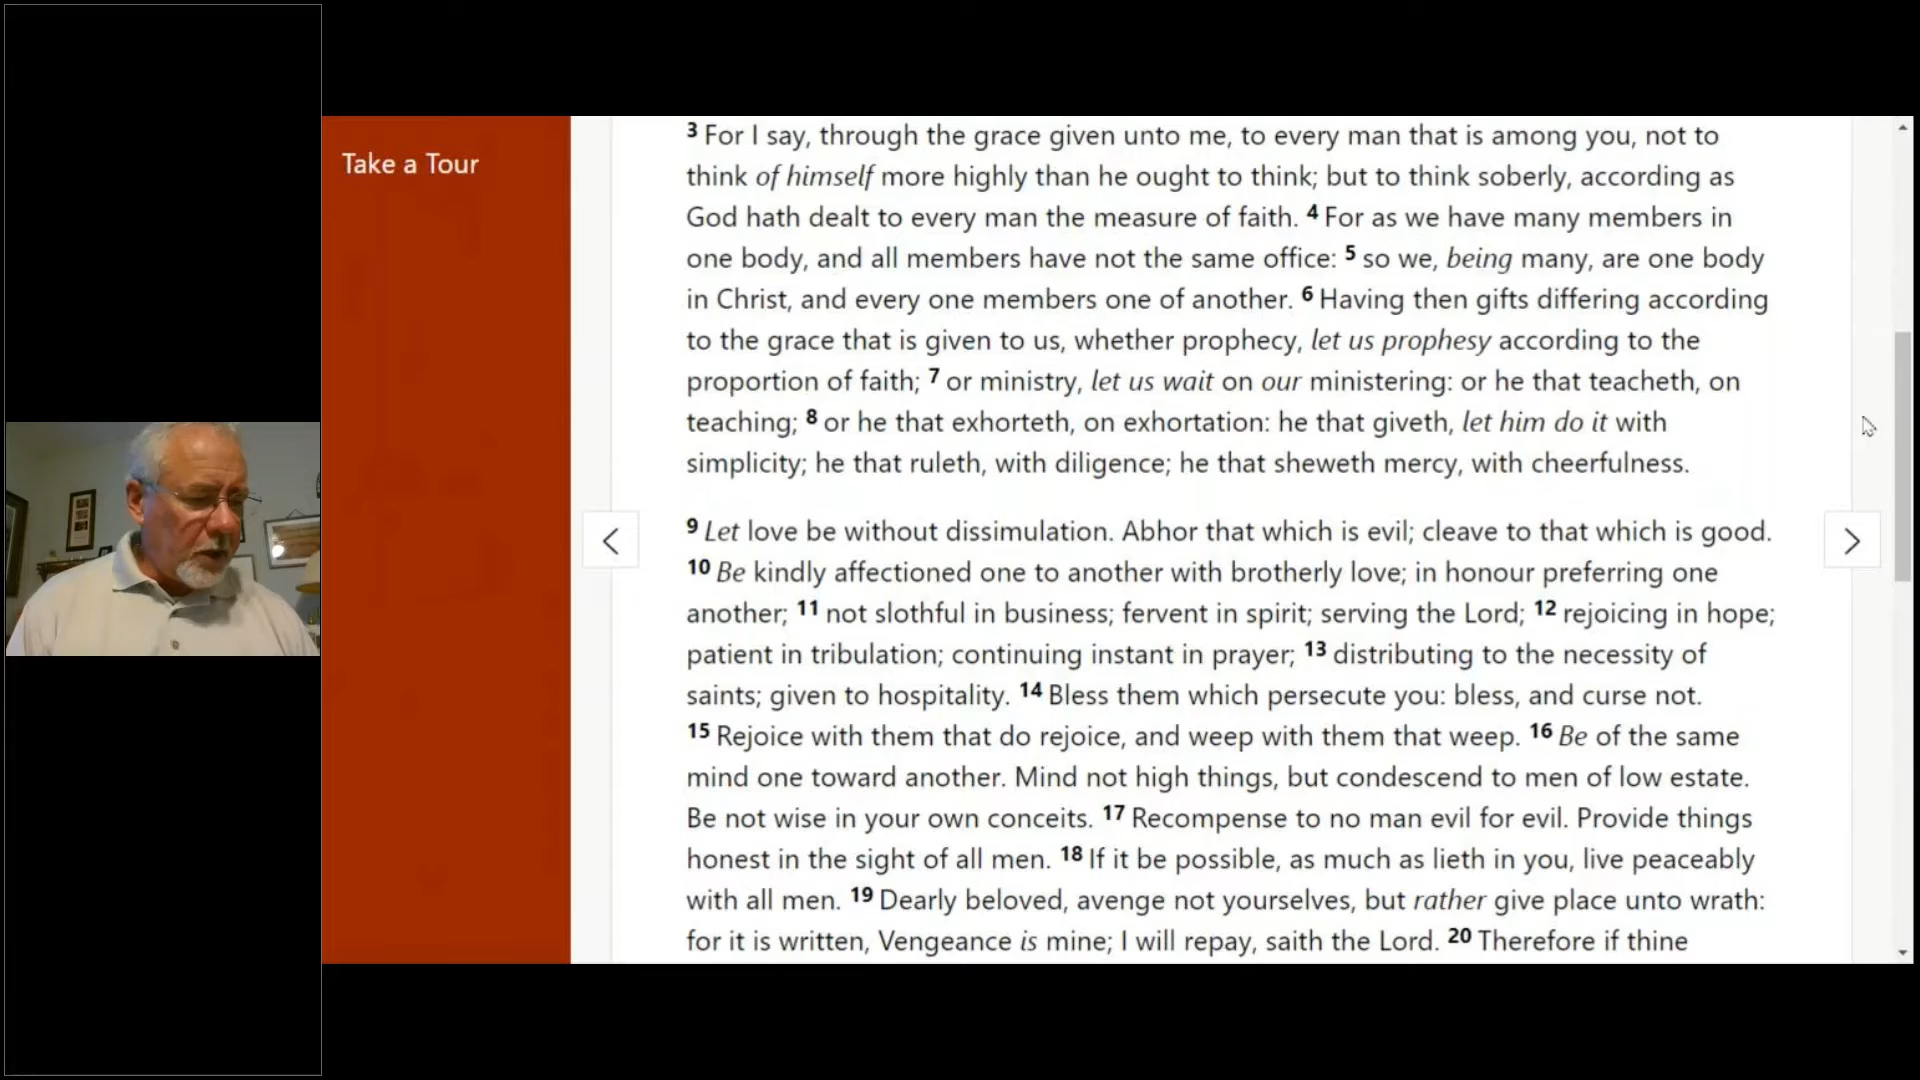 Take a Tour
3 For I say, through the grace given unto me, to every man that is among you, not to
think of himself more highly than he ought to think; but to think soberly, according as
God hath dealt to every man the measure of faith. 4 For as we have many members in
one body, and all members have not the same office: 5 so we, being many, are one body
in Christ, and every one members one of another. 6 Having then gifts differing according
to the grace that is given to us, whether prophecy, let us prophesy according to the
proportion of faith; 7 or ministry, let us wait on our ministering: or he that teacheth, on
teaching; 8 or he that exhorteth, on exhortation: he that giveth, let him do it with
simplicity; he that ruleth, with diligence; he that sheweth mercy, with cheerfulness.
9 Let love be without dissimulation. Abhor that which is evil; cleave to that which is good.
10 Be kindly affectioned one to another with brotherly love; in honour preferring one
another; 11 not slothful in business; fervent in spirit; serving the Lord; 12 rejoicing in hope;
patient in tribulation; continuing instant in prayer; 13 distributing to the necessity of
saints; given to hospitality. 14 Bless them which persecute you: bless, and curse not.
15 Rejoice with them that do rejoice, and weep with them that weep. 16 Be of the same
mind one toward another. Mind not high things, but condescend to men of low estate.
Be not wise in your own conceits. 17 Recompense to no man evil for evil. Provide things
honest in the sight of all men. 18 If it be possible, as much as lieth in you, live peaceably
with all men. 19 Dearly beloved, avenge not yourselves, but rather give place unto wrath:
for it is written, Vengeance is mine; I will repay, saith the Lord. 20 Therefore if thine